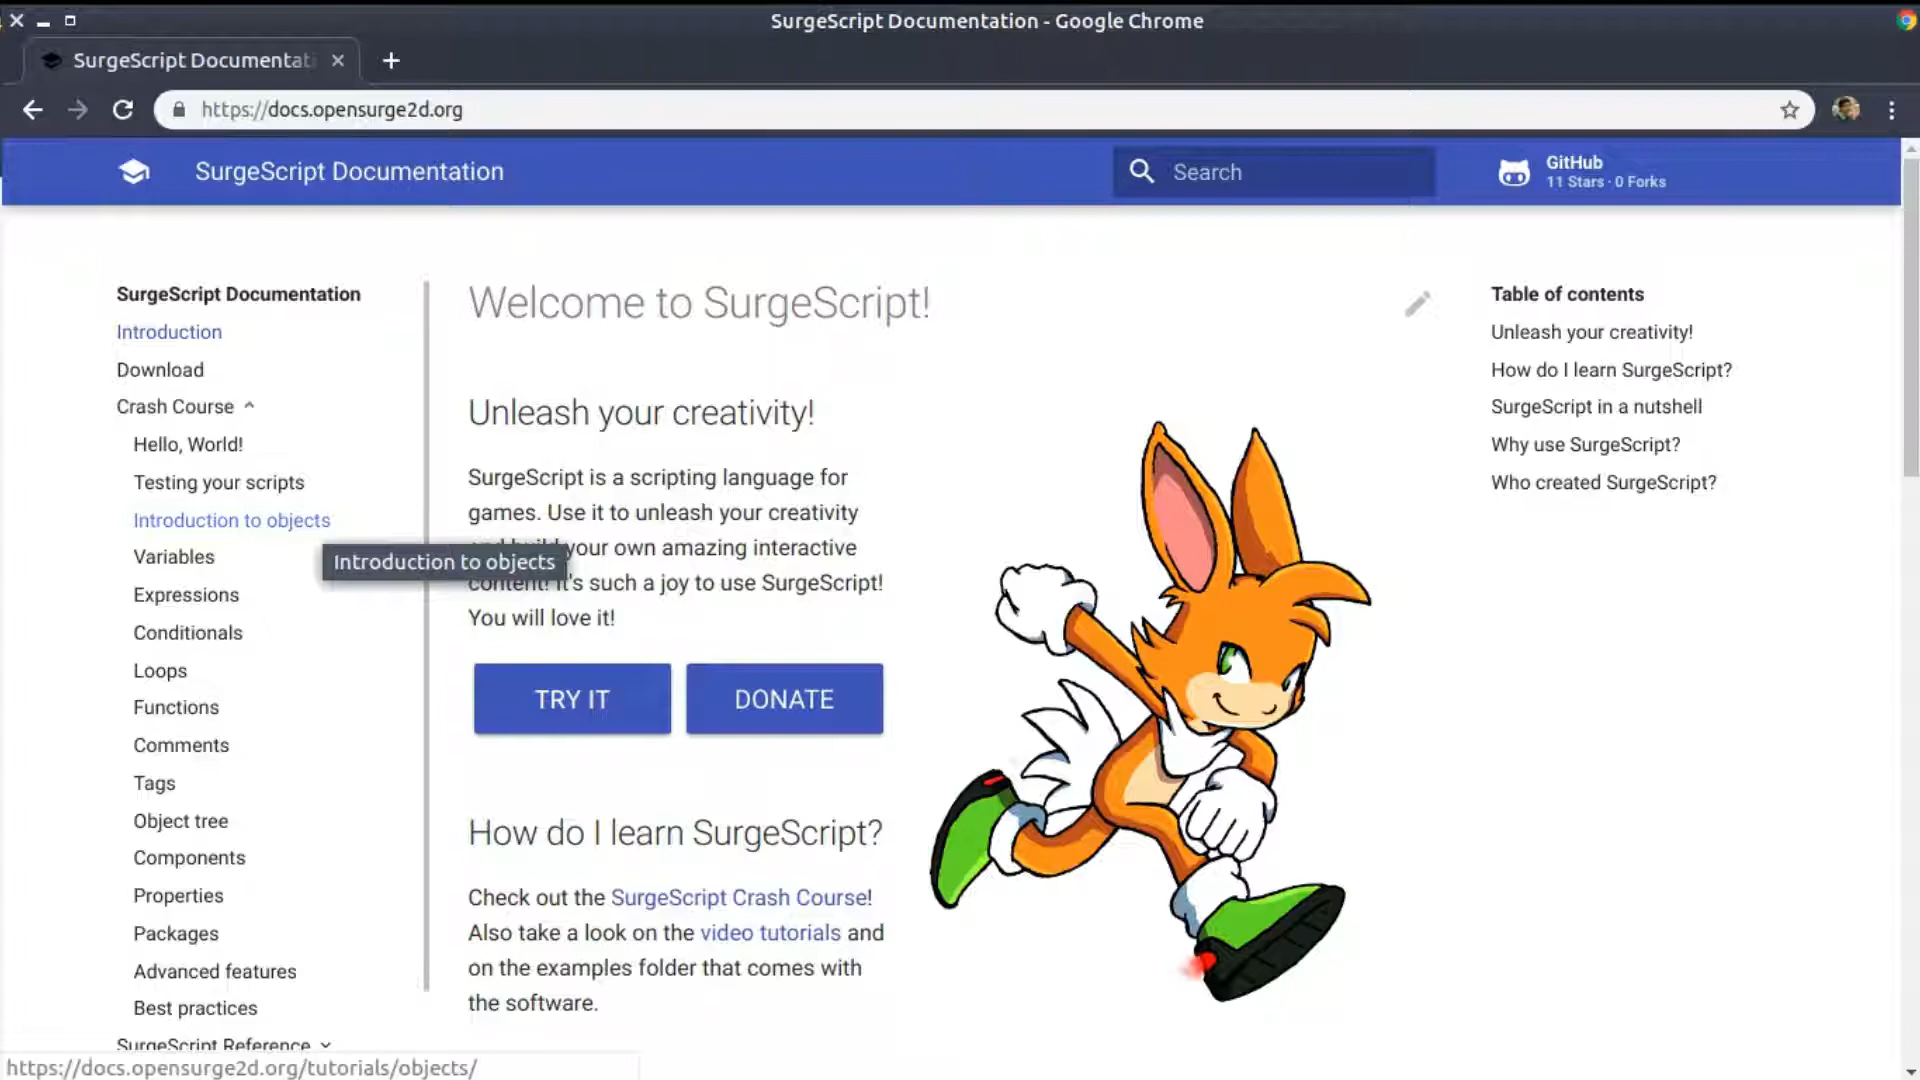 SurgeScript Documentation - Google Chrome
SurgeScript Documentati
https://docs.opensurge2d.org
SurgeScript Documentation
Search
GitHub
11 Stars · 0 Forks
SurgeScript Documentation
Introduction
Download
Crash Course
Hello, World!
Testing your scripts
Introduction to objects
Variables
Expressions
Conditionals
Loops
Functions
Comments
Tags
Object tree
Components
Properties
Packages
Advanced features
Best practices
SurgeScript Reference
Introduction to objects
Welcome to SurgeScript!
Unleash your creativity!
SurgeScript is a scripting language for
games. Use it to unleash your creativity
and build your own amazing interactive
content! It's such a joy to use SurgeScript!
You will love it!
TRY IT
DONATE
How do I learn SurgeScript?
Check out the SurgeScript Crash Course!
Also take a look on the video tutorials and
on the examples folder that comes with
the software.
Table of contents
Unleash your creativity!
How do I learn SurgeScript?
SurgeScript in a nutshell
Why use SurgeScript?
Who created SurgeScript?
https://docs.opensurge2d.org/tutorials/objects/